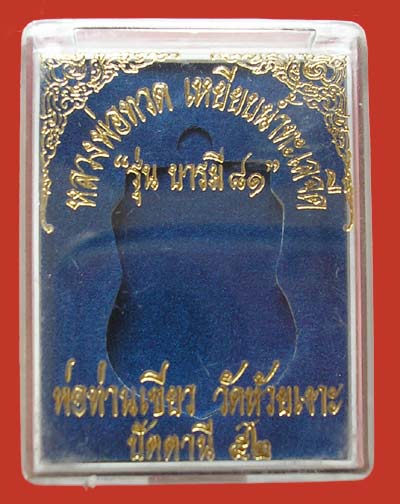 หลวงพ่อทวด เหยียบน้ำทะเลจืด
"รุ่น บารมี ๘๑"
พ่อท่านเขียว วัดห้วยเงาะ
ปัตตานี ๕๒